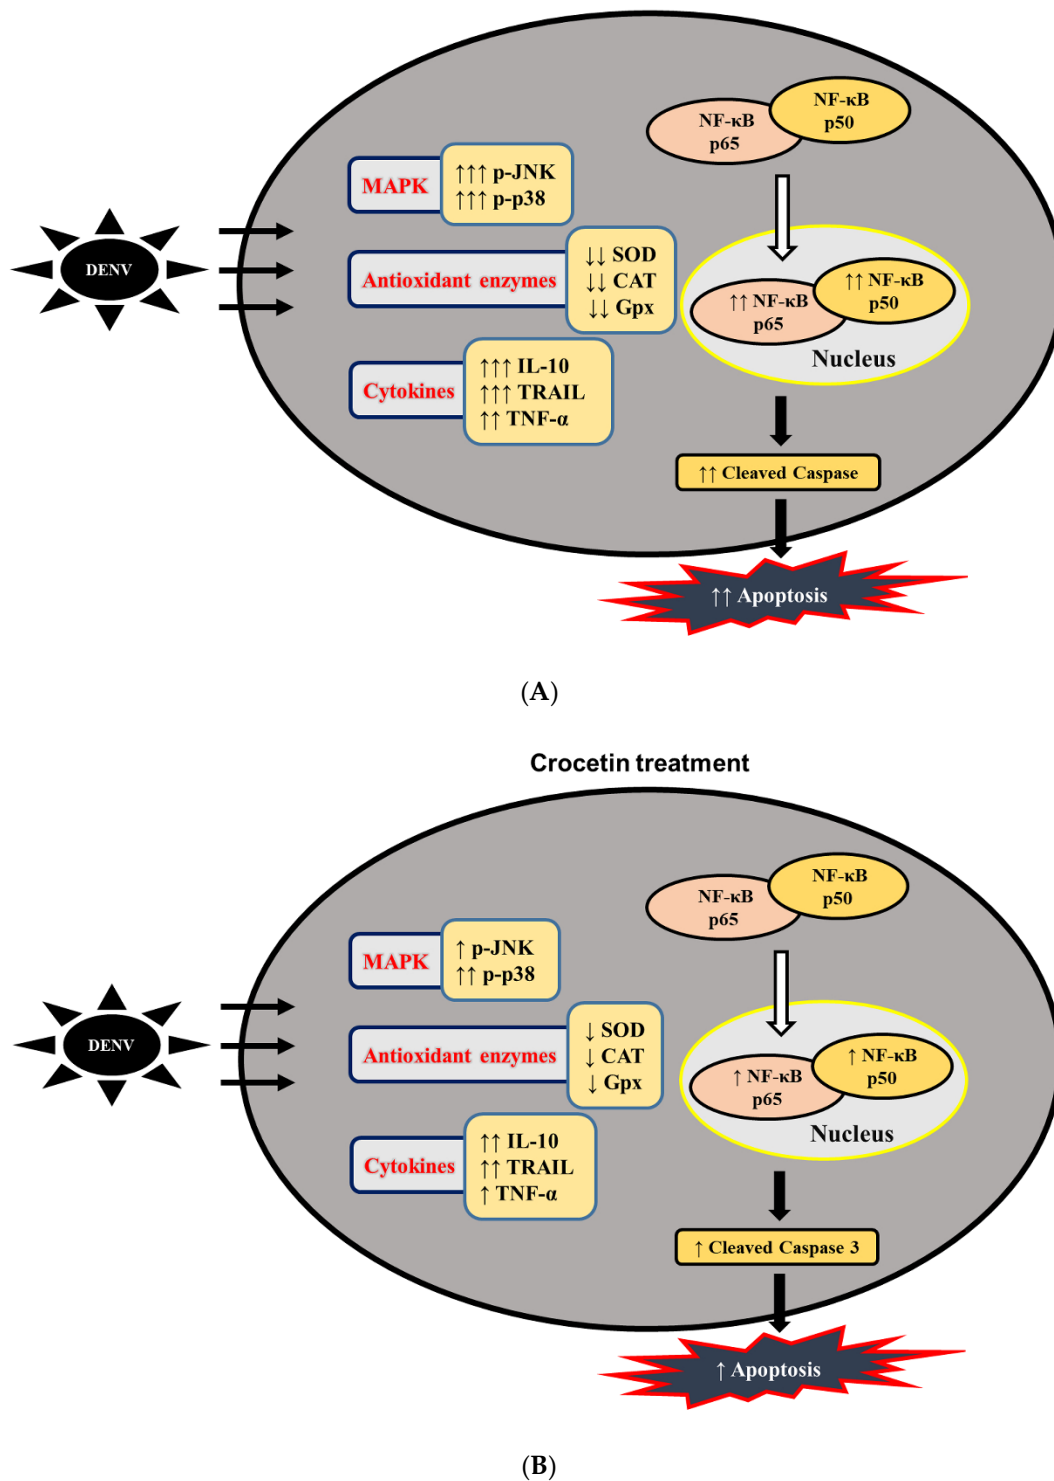 NF-κB
p50
NF-κB
p65
MAPK
↑↑↑ p-JNK
↑↑↑ p-p38
DENV
Antioxidant enzymes
↓↓ SOD
↓↓ CAT
↓↓ Gpx
↑↑ NF-κB
p50
↑↑ NF-κB
p65
Nucleus
Cytokines
↑↑↑ IL-10
↑↑↑ TRAIL
↑↑ TNF-α
↑↑ Cleaved Caspase
↑↑ Apoptosis
(A)
Crocetin treatment
NF-κB
p50
NF-κB
p65
MAPK
↑ p-JNK
↑↑ p-p38
DENV
Antioxidant enzymes
↓ SOD
↓ CAT
↓ Gpx
↑ NF-κB
p50
↑ NF-κB
p65
Nucleus
Cytokines
↑↑ IL-10
↑↑ TRAIL
↑ TNF-α
↑ Cleaved Caspase 3
↑ Apoptosis
(B)